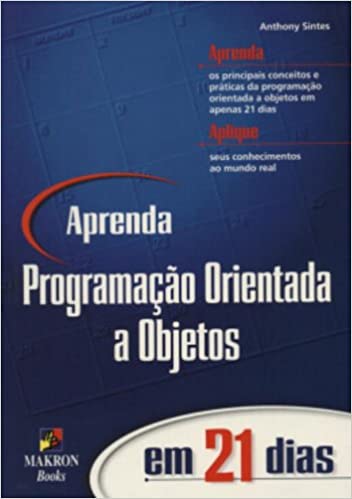 Anthony Sintes
Aprenda
os principais conceitos e
práticas da programação
orientada a objetos em
apenas 21 dias
Aplique
seus conhecimentos
ao mundo real
Aprenda
Programação Orientada
a Objetos
MAKRON
Books
em 21 dias